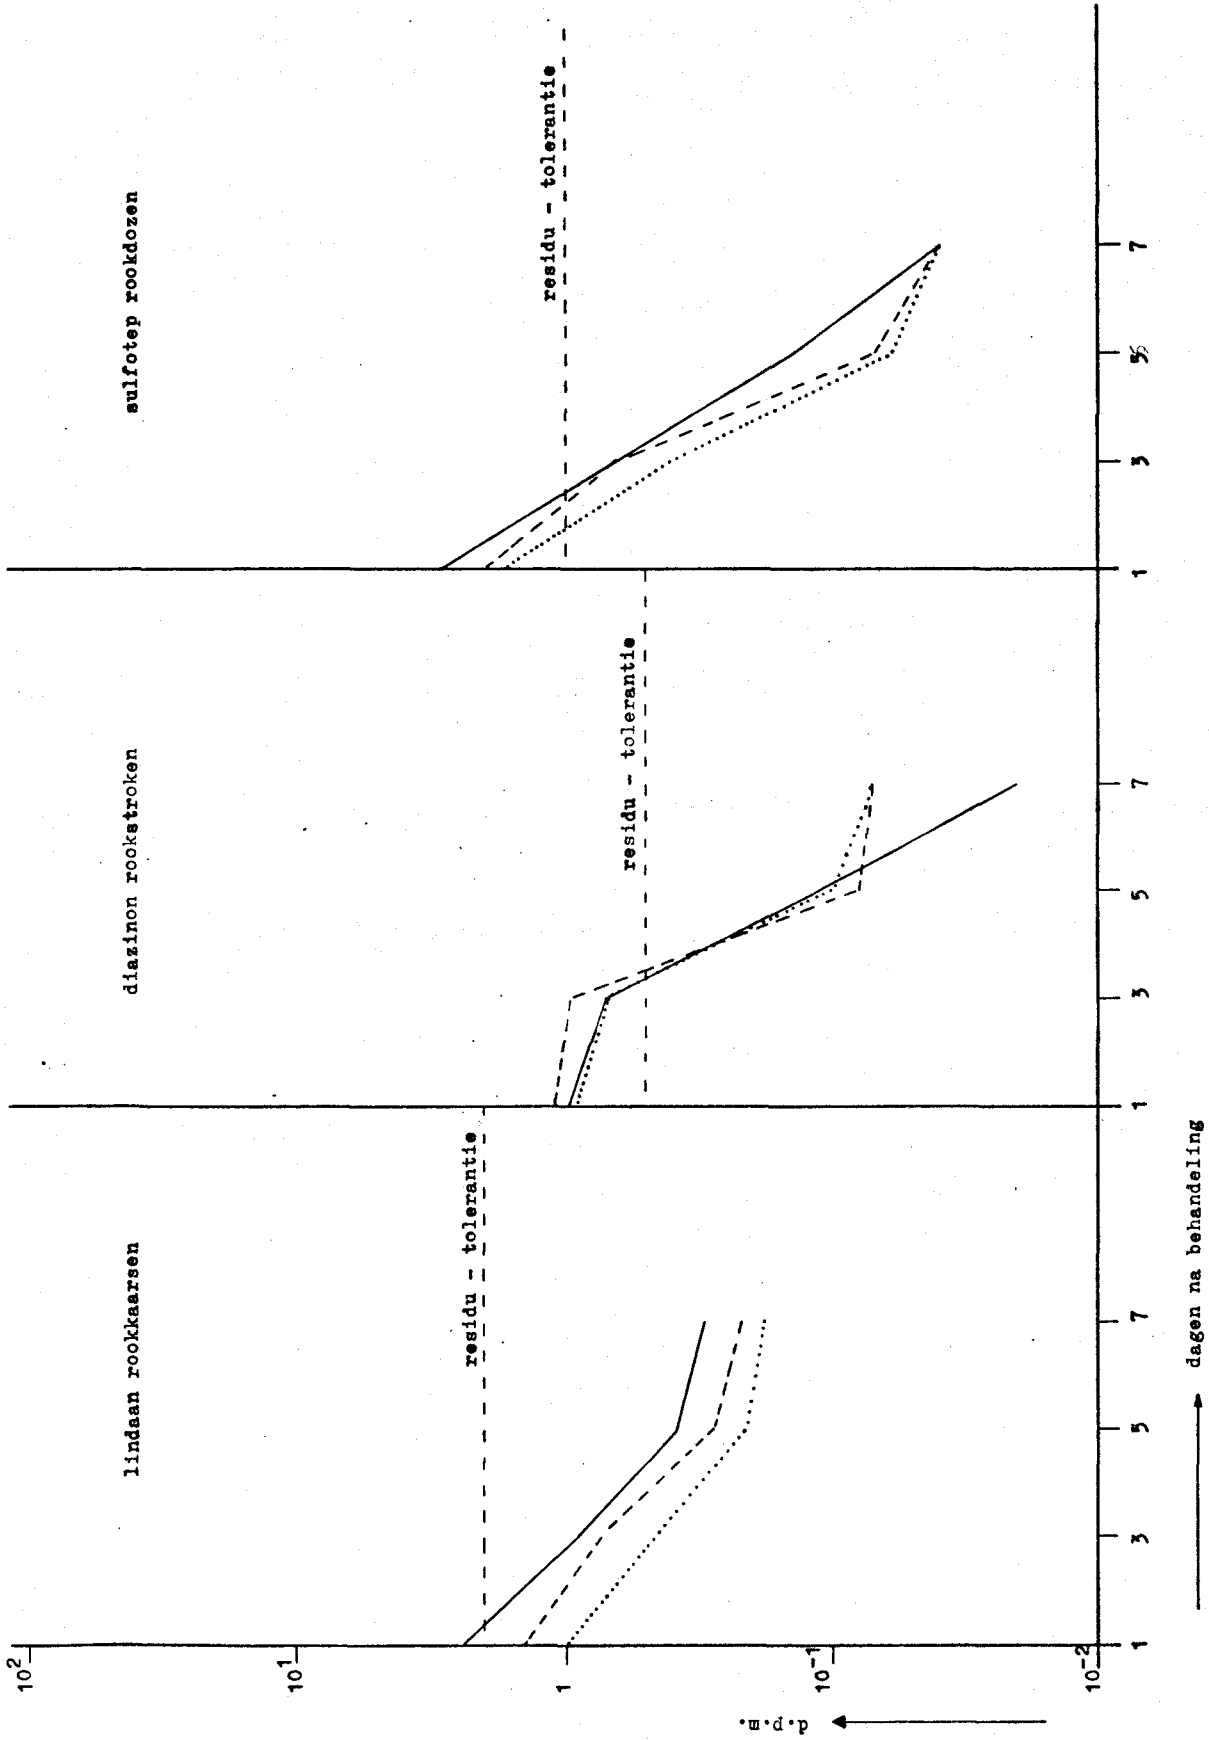 lindaan rookkaarsen
diazinon rookstroken
sulfotep rookdozen
residu - tolerantie
residu - tolerantie
residu - tolerantie
10²
10¹
1
10⁻¹
10⁻²
d.p.m.
1 3 5 7
1 3 5 7
1 3 5 7
dagen na behandeling